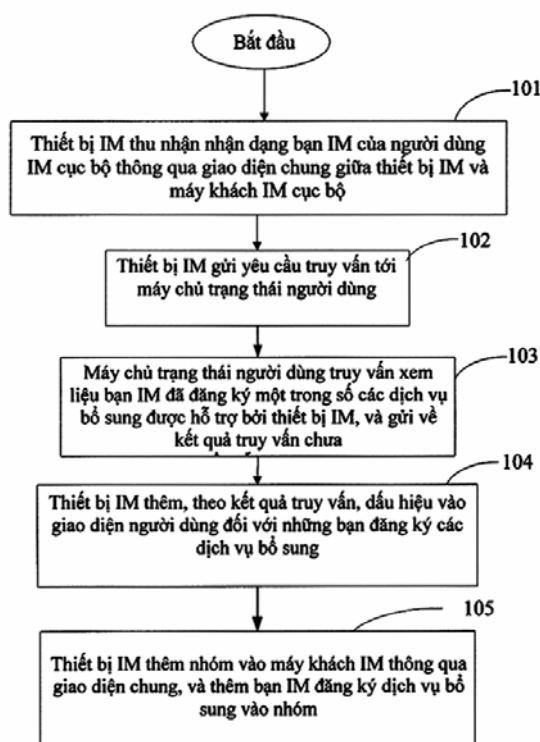 Bắt đầu
101
Thiết bị IM thu nhận nhận dạng bạn IM của người dùng
IM cục bộ thông qua giao diện chung giữa thiết bị IM và
máy khách IM cục bộ
102
Thiết bị IM gửi yêu cầu truy vấn tới
máy chủ trạng thái người dùng
103
Máy chủ trạng thái người dùng truy vấn xem
liệu bạn IM đã đăng ký một trong số các dịch vụ
bổ sung được hỗ trợ bởi thiết bị IM, và gửi về
kết quả truy vấn chưa
104
Thiết bị IM thêm, theo kết quả truy vấn, dấu hiệu vào
giao diện người dùng đối với những bạn đăng ký các
dịch vụ bổ sung
105
Thiết bị IM thêm nhóm vào máy khách IM thông qua
giao diện chung, và thêm bạn IM đăng ký dịch vụ bổ
sung vào nhóm